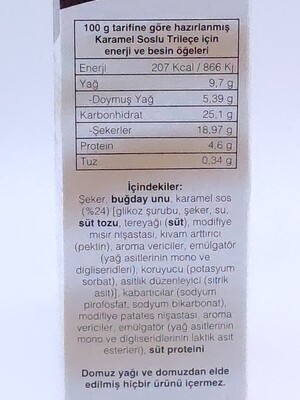 100 g tarifine göre hazırlanmış
Karamel Soslu Trileçe için
enerji ve besin öğeleri
Enerji 207 Kcal / 866 Kj
Yağ 9,7 g
-Doymuş Yağ 5,39 g
Karbonhidrat 25,1 g
-Şekerler 18,97 g
Protein 4,6 g
Tuz 0,34 g
İçindekiler:
Şeker, buğday unu, karamel sos
(%24) [glikoz şurubu, şeker, su,
süt tozu, tereyağı (süt), modifiye
mısır nişastası, kıvam arttırıcı
(pektin), aroma vericiler, emülgatör
(yağ asitlerinin mono ve
digliseridleri), koruyucu (potasyum
sorbat), asitlik düzenleyici (sitrik
asit)], kabartıcılar (sodyum
pirofosfat, sodyum bikarbonat),
modifiye patates nişastası, aroma
vericiler, emülgatör (yağ asitlerinin
mono ve digliseridlerinin laktik asit
esterleri), süt proteini
Domuz yağı ve domuzdan elde
edilmiş hiçbir ürünü içermez.